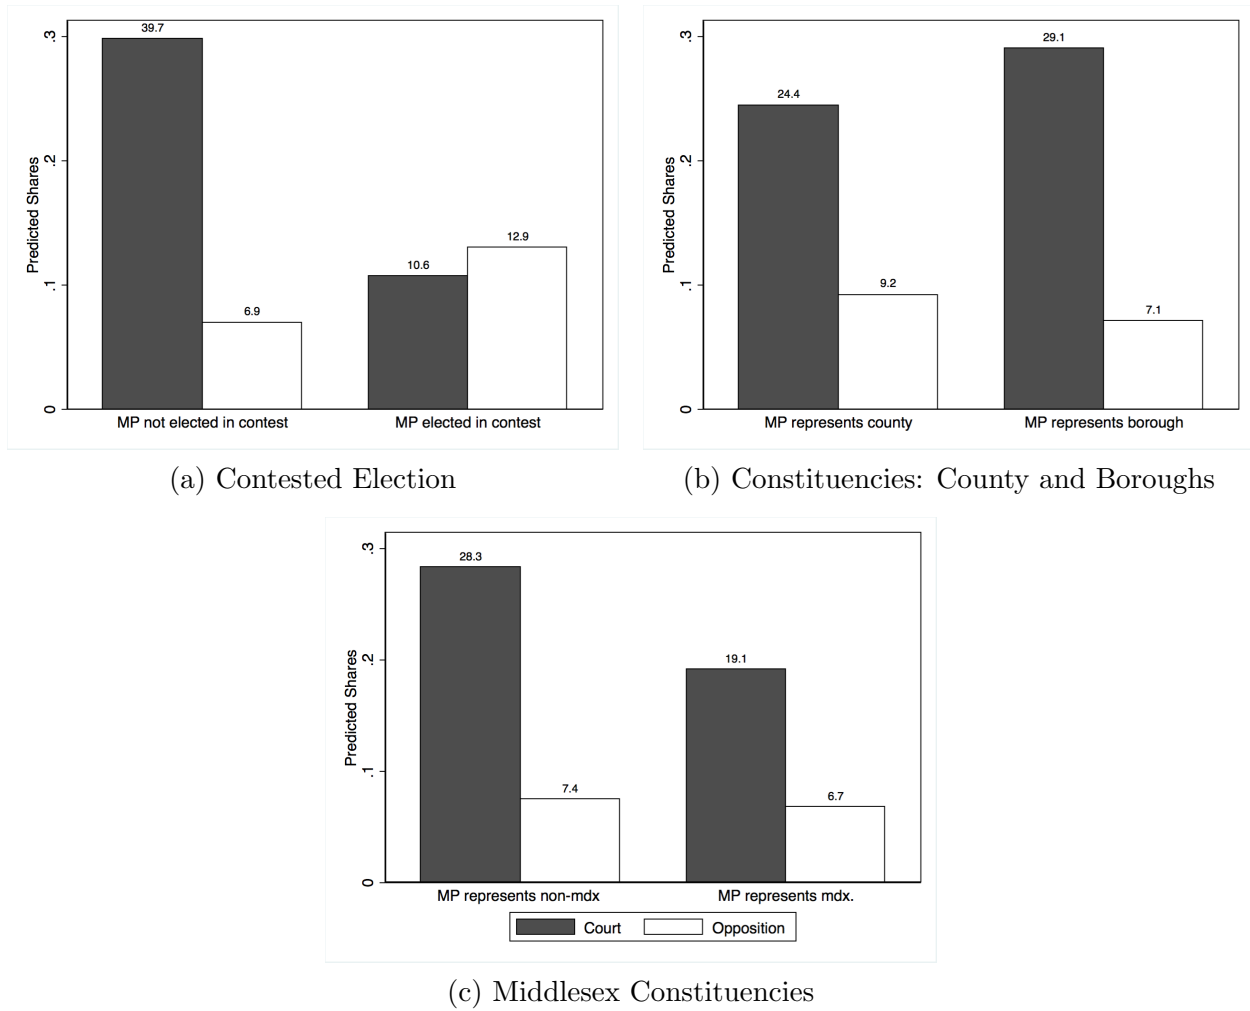 39.7
6.9
10.6
12.9
.3
.2
.1
0
Predicted Shares
MP not elected in contest
MP elected in contest
(a) Contested Election
24.4
9.2
29.1
7.1
.3
.2
.1
0
Predicted Shares
MP represents county
MP represents borough
(b) Constituencies: County and Boroughs
28.3
7.4
19.1
6.7
.3
.2
.1
0
Predicted Shares
MP represents non-mdx
MP represents mdx.
Court
Opposition
(c) Middlesex Constituencies